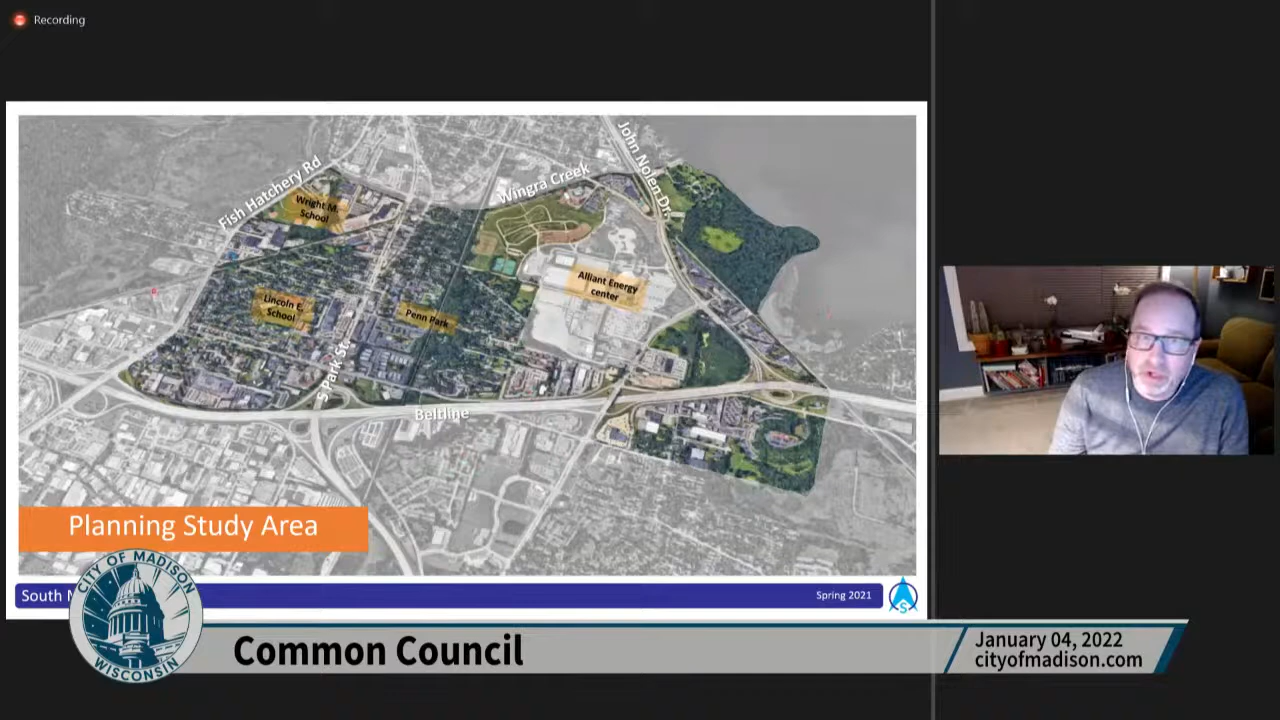 Recording
John Nolen Dr.
Fish Hatchery Rd
Wingra Creek
Wright M.
School
Alliant Energy
center
Lincoln E.
School
Penn Park
S Park St.
Beltline
Planning Study Area
South
Spring 2021
S
CITY OF MADISON
WISCONSIN
Common Council
January 04, 2022
cityofmadison.com